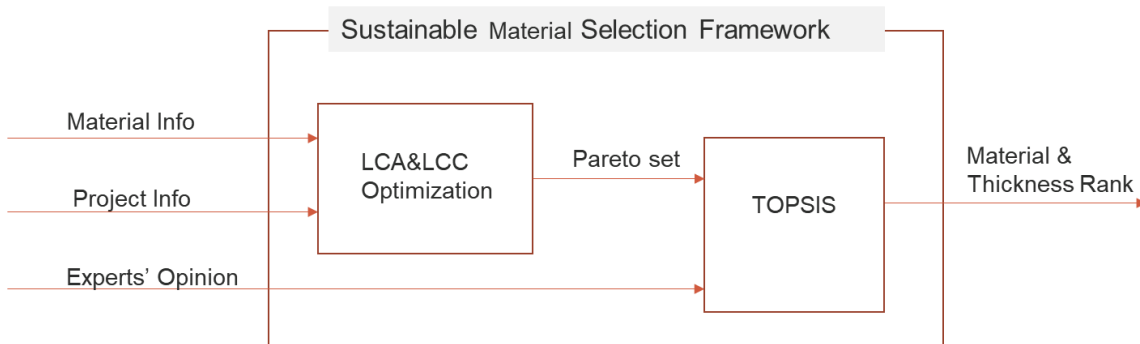 Sustainable Material Selection Framework
Material Info
LCA&LCC
Optimization
Project Info
Pareto set
TOPSIS
Material &
Thickness Rank
Experts’ Opinion